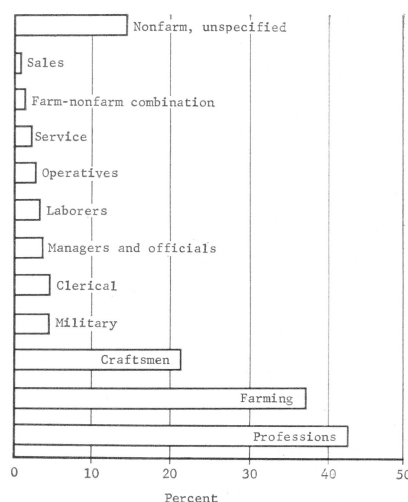 Nonfarm, unspecified
Sales
Farm-nonfarm combination
Service
Operatives
Laborers
Managers and officials
Clerical
Military
Craftsmen
Farming
Professions
0 10 20 30 40 50
Percent